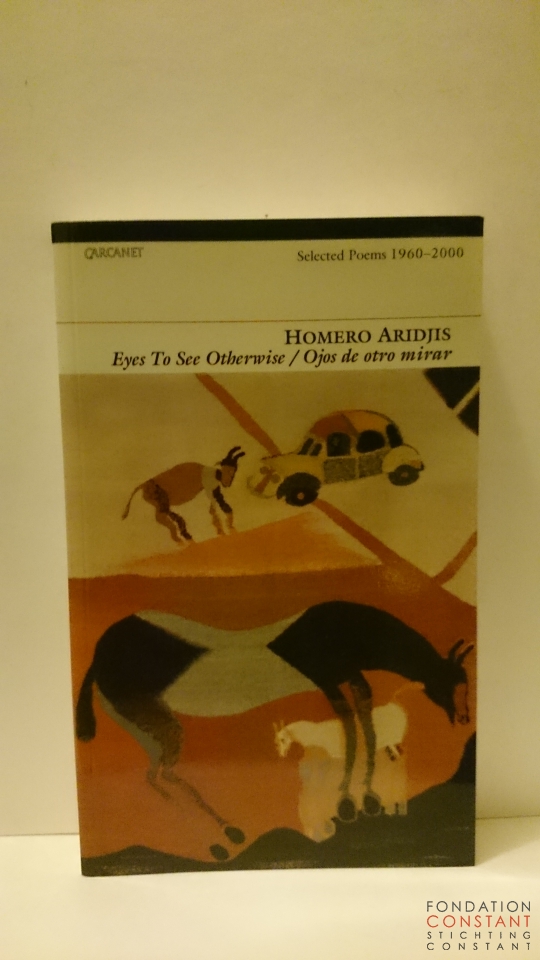 CARCANET
Selected Poems 1960–2000
HOMERO ARIDJIS
Eyes To See Otherwise / Ojos de otro mirar
FONDATION
CONSTANT
STICHTING
CONSTANT